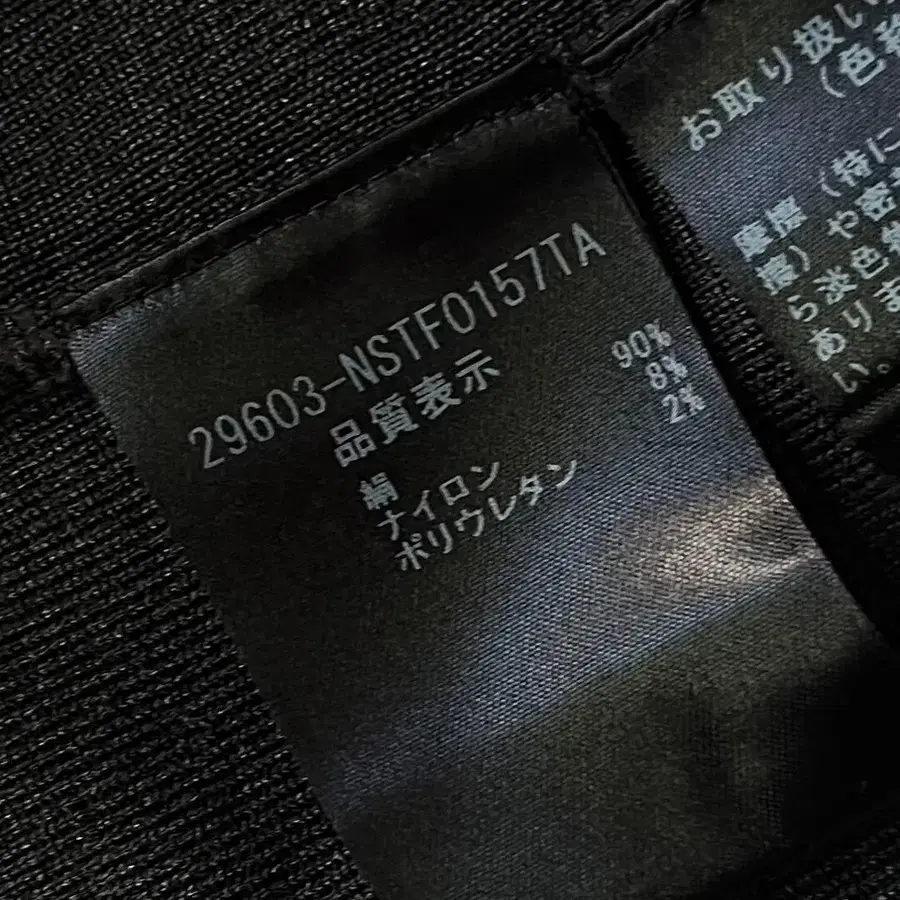 29603-NSTF0157TA
品質表示
絹 90%
ナイロン 8%
ポリウレタン 2%
お取り扱い
(色
摩擦(特に
擦)や密
ら淡色
ありま
い。